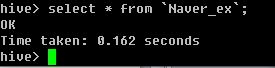 hive> select * from `Naver_ex`;
OK
Time taken: 0.162 seconds
hive>